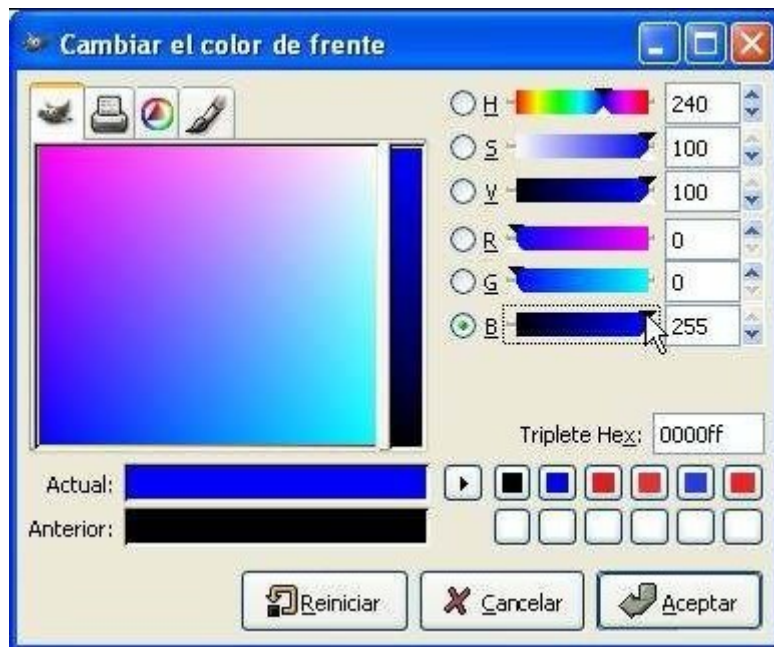 Cambiar el color de frente
H 240
S 100
V 100
R 0
G 0
B 255
Triplete Hex: 0000ff
Actual:
Anterior:
Reiniciar Cancelar Aceptar